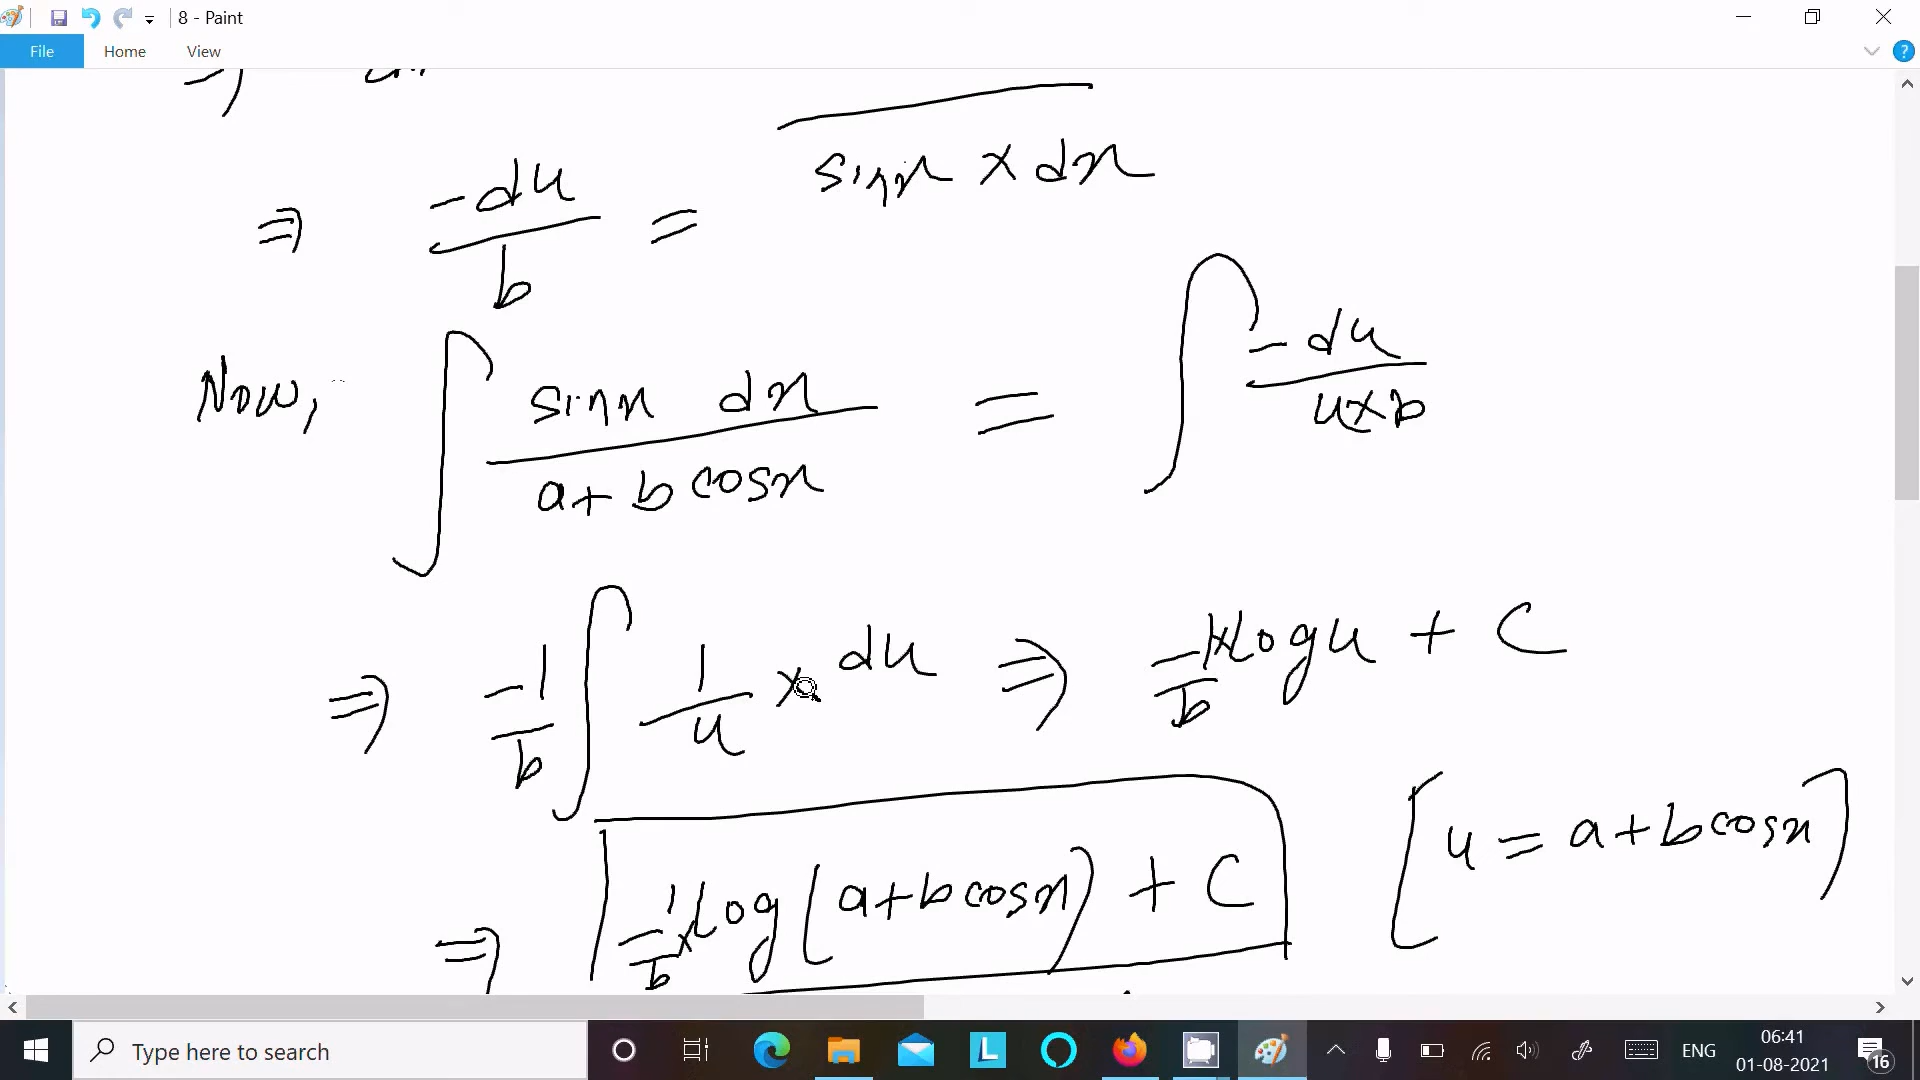 8 - Paint
File Home View
sinx × dx
⇒ -du/b =
Now, ∫ sinx dx / a + b cosx = ∫ -du / u×b
⇒ -1/b ∫ 1/u × du ⇒ -1/b × log u + C
[u = a + b cosx]
⇒ -1/b × log(a + b cosx) + C
Type here to search
ENG
06:41
01-08-2021
16